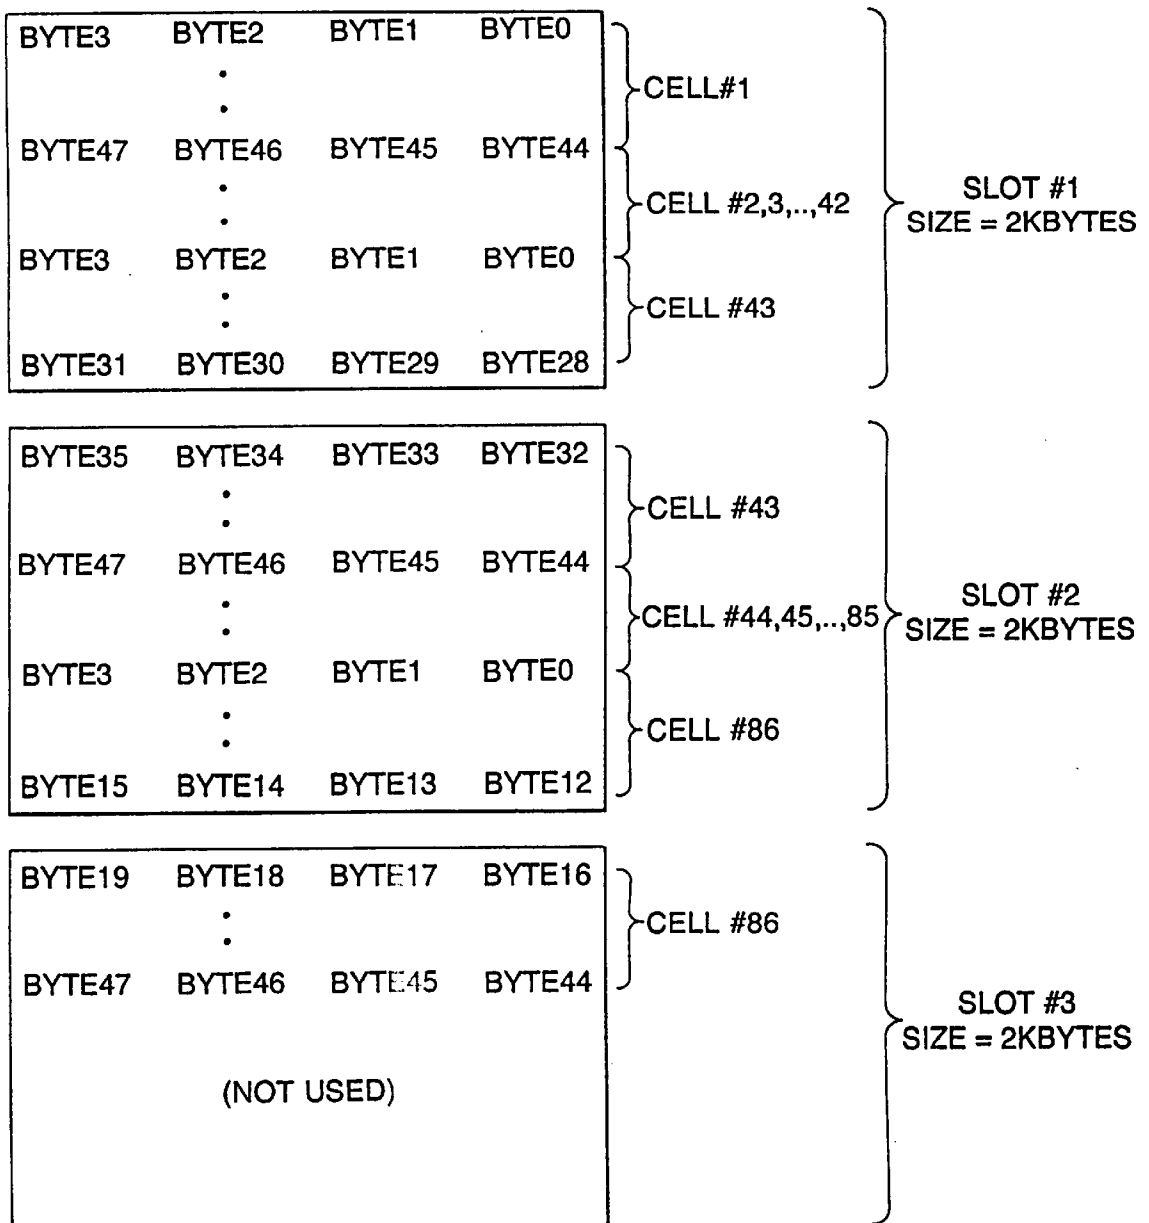 BYTE3 BYTE2 BYTE1 BYTE0
CELL#1
BYTE47 BYTE46 BYTE45 BYTE44
CELL #2,3,..,42
SLOT #1
SIZE = 2KBYTES
BYTE3 BYTE2 BYTE1 BYTE0
CELL #43
BYTE31 BYTE30 BYTE29 BYTE28
BYTE35 BYTE34 BYTE33 BYTE32
CELL #43
BYTE47 BYTE46 BYTE45 BYTE44
CELL #44,45,..,85
SLOT #2
SIZE = 2KBYTES
BYTE3 BYTE2 BYTE1 BYTE0
CELL #86
BYTE15 BYTE14 BYTE13 BYTE12
BYTE19 BYTE18 BYTE17 BYTE16
CELL #86
BYTE47 BYTE46 BYTE45 BYTE44
SLOT #3
SIZE = 2KBYTES
(NOT USED)